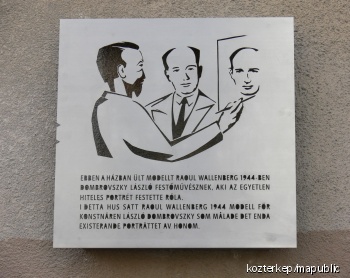 EBBEN A HÁZBAN ÜLT MODELLT RAOUL WALLENBERG 1944-BEN
DOMBROVSZKY LÁSZLÓ FESTŐMŰVÉSZNEK, AKI AZ EGYETLEN
HITELES PORTRÉT FESTETTE RÓLA.
I DETTA HUS SATT RAOUL WALLENBERG 1944 MODELL FÖR
KONSTNÄREN LÁSZLÓ DOMBROVSZKY SOM MÅLADE DET ENDA
EXISTERANDE PORTRÄTTET AV HONOM.
kozterkep/mapublic